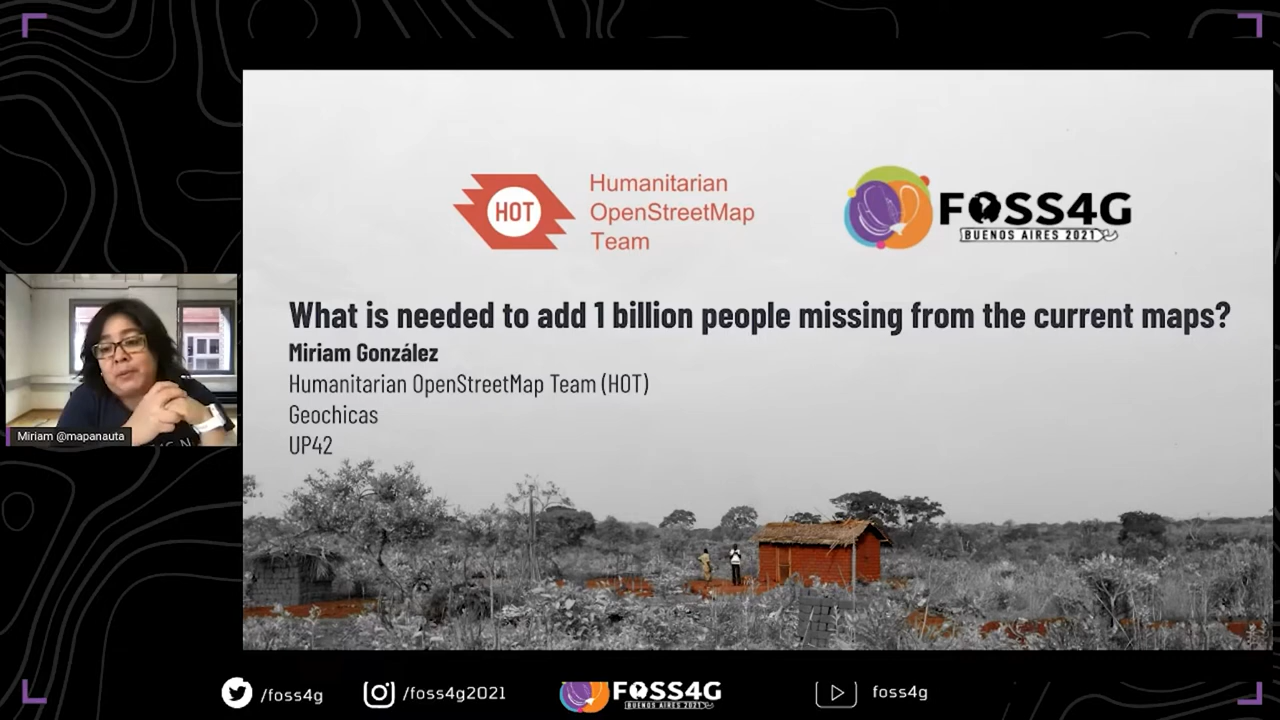 HOT
Humanitarian
OpenStreetMap
Team
FOSS4G
BUENOS AIRES 2021
What is needed to add 1 billion people missing from the current maps?
Miriam González
Humanitarian OpenStreetMap Team (HOT)
Geochicas
UP42
Miriam @mapanauta
/foss4g
/foss4g2021
FOSS4G
BUENOS AIRES 2021
foss4g